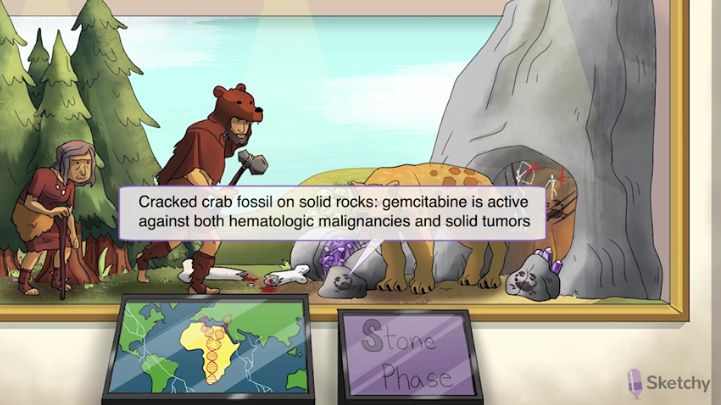 Cracked crab fossil on solid rocks: gemcitabine is active
against both hematologic malignancies and solid tumors
Stone
Phase
Sketchy